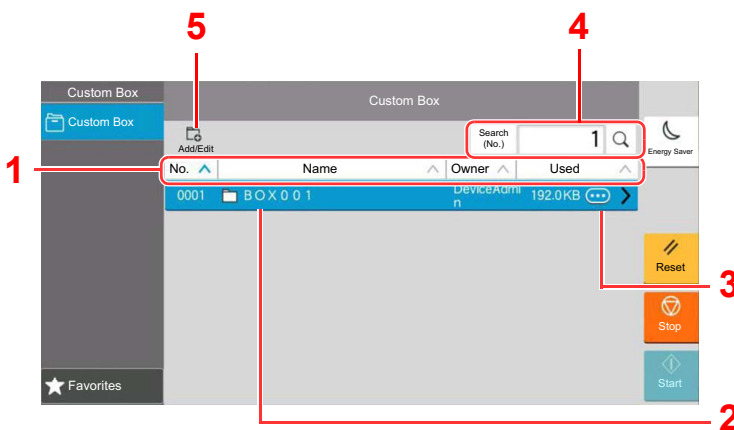 5
4
Custom Box
Custom Box
Custom Box
Add/Edit
Search
(No.)
1
Energy Saver
1
No. Name Owner Used
0001 BOX001 DeviceAdmi
n 192.0KB
Reset
3
Stop
Favorites
Start
2